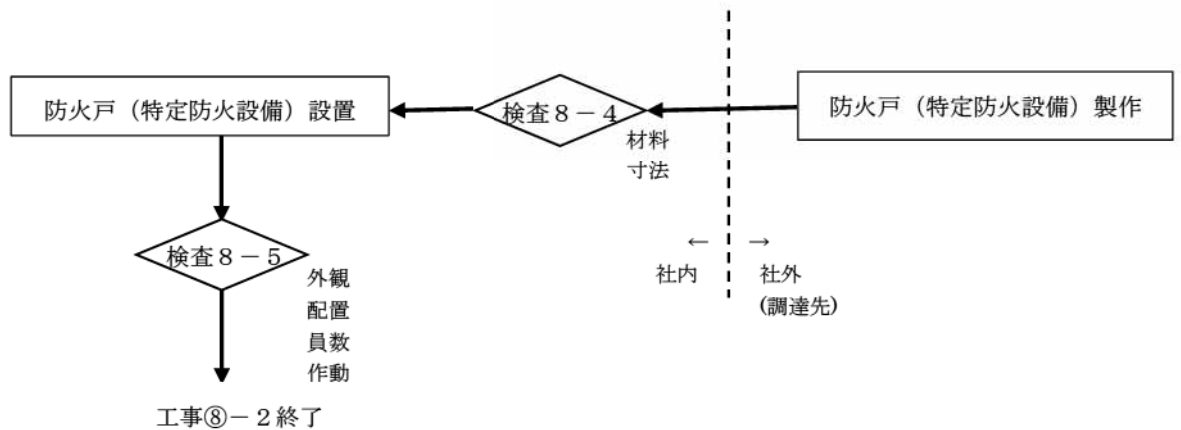 防火戸（特定防火設備）設置
検査８－４
防火戸（特定防火設備）製作
材料
寸法
検査８－５
外観
配置
員数
作動
← →
社内
社外
(調達先)
工事⑧－２終了